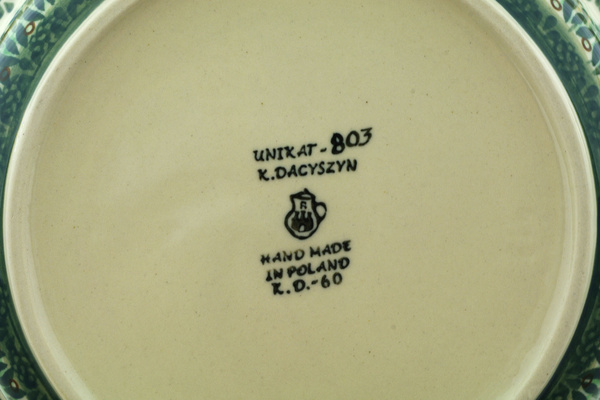 UNIKAT-803
K.DACYSZYN
HAND MADE
IN POLAND
K.D.-60